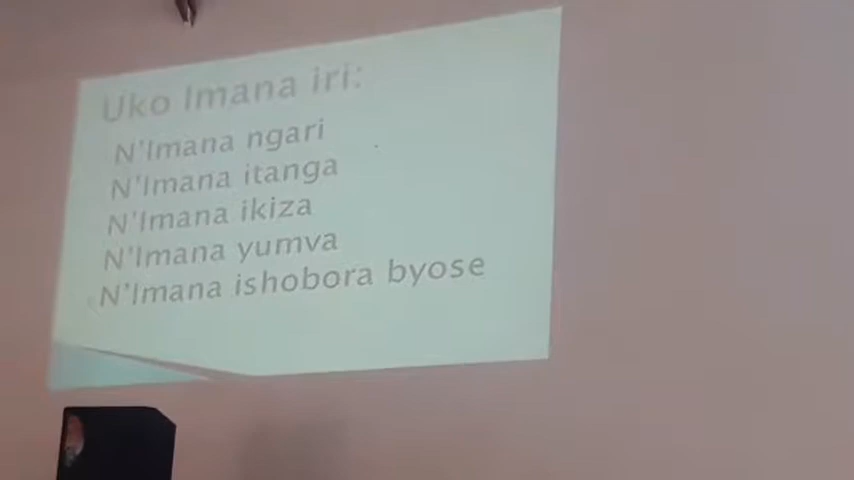 Uko Imana iri:
N'Imana ngari
N'Imana itanga
N'Imana ikiza
N'Imana yumva
N'Imana ishobora byose